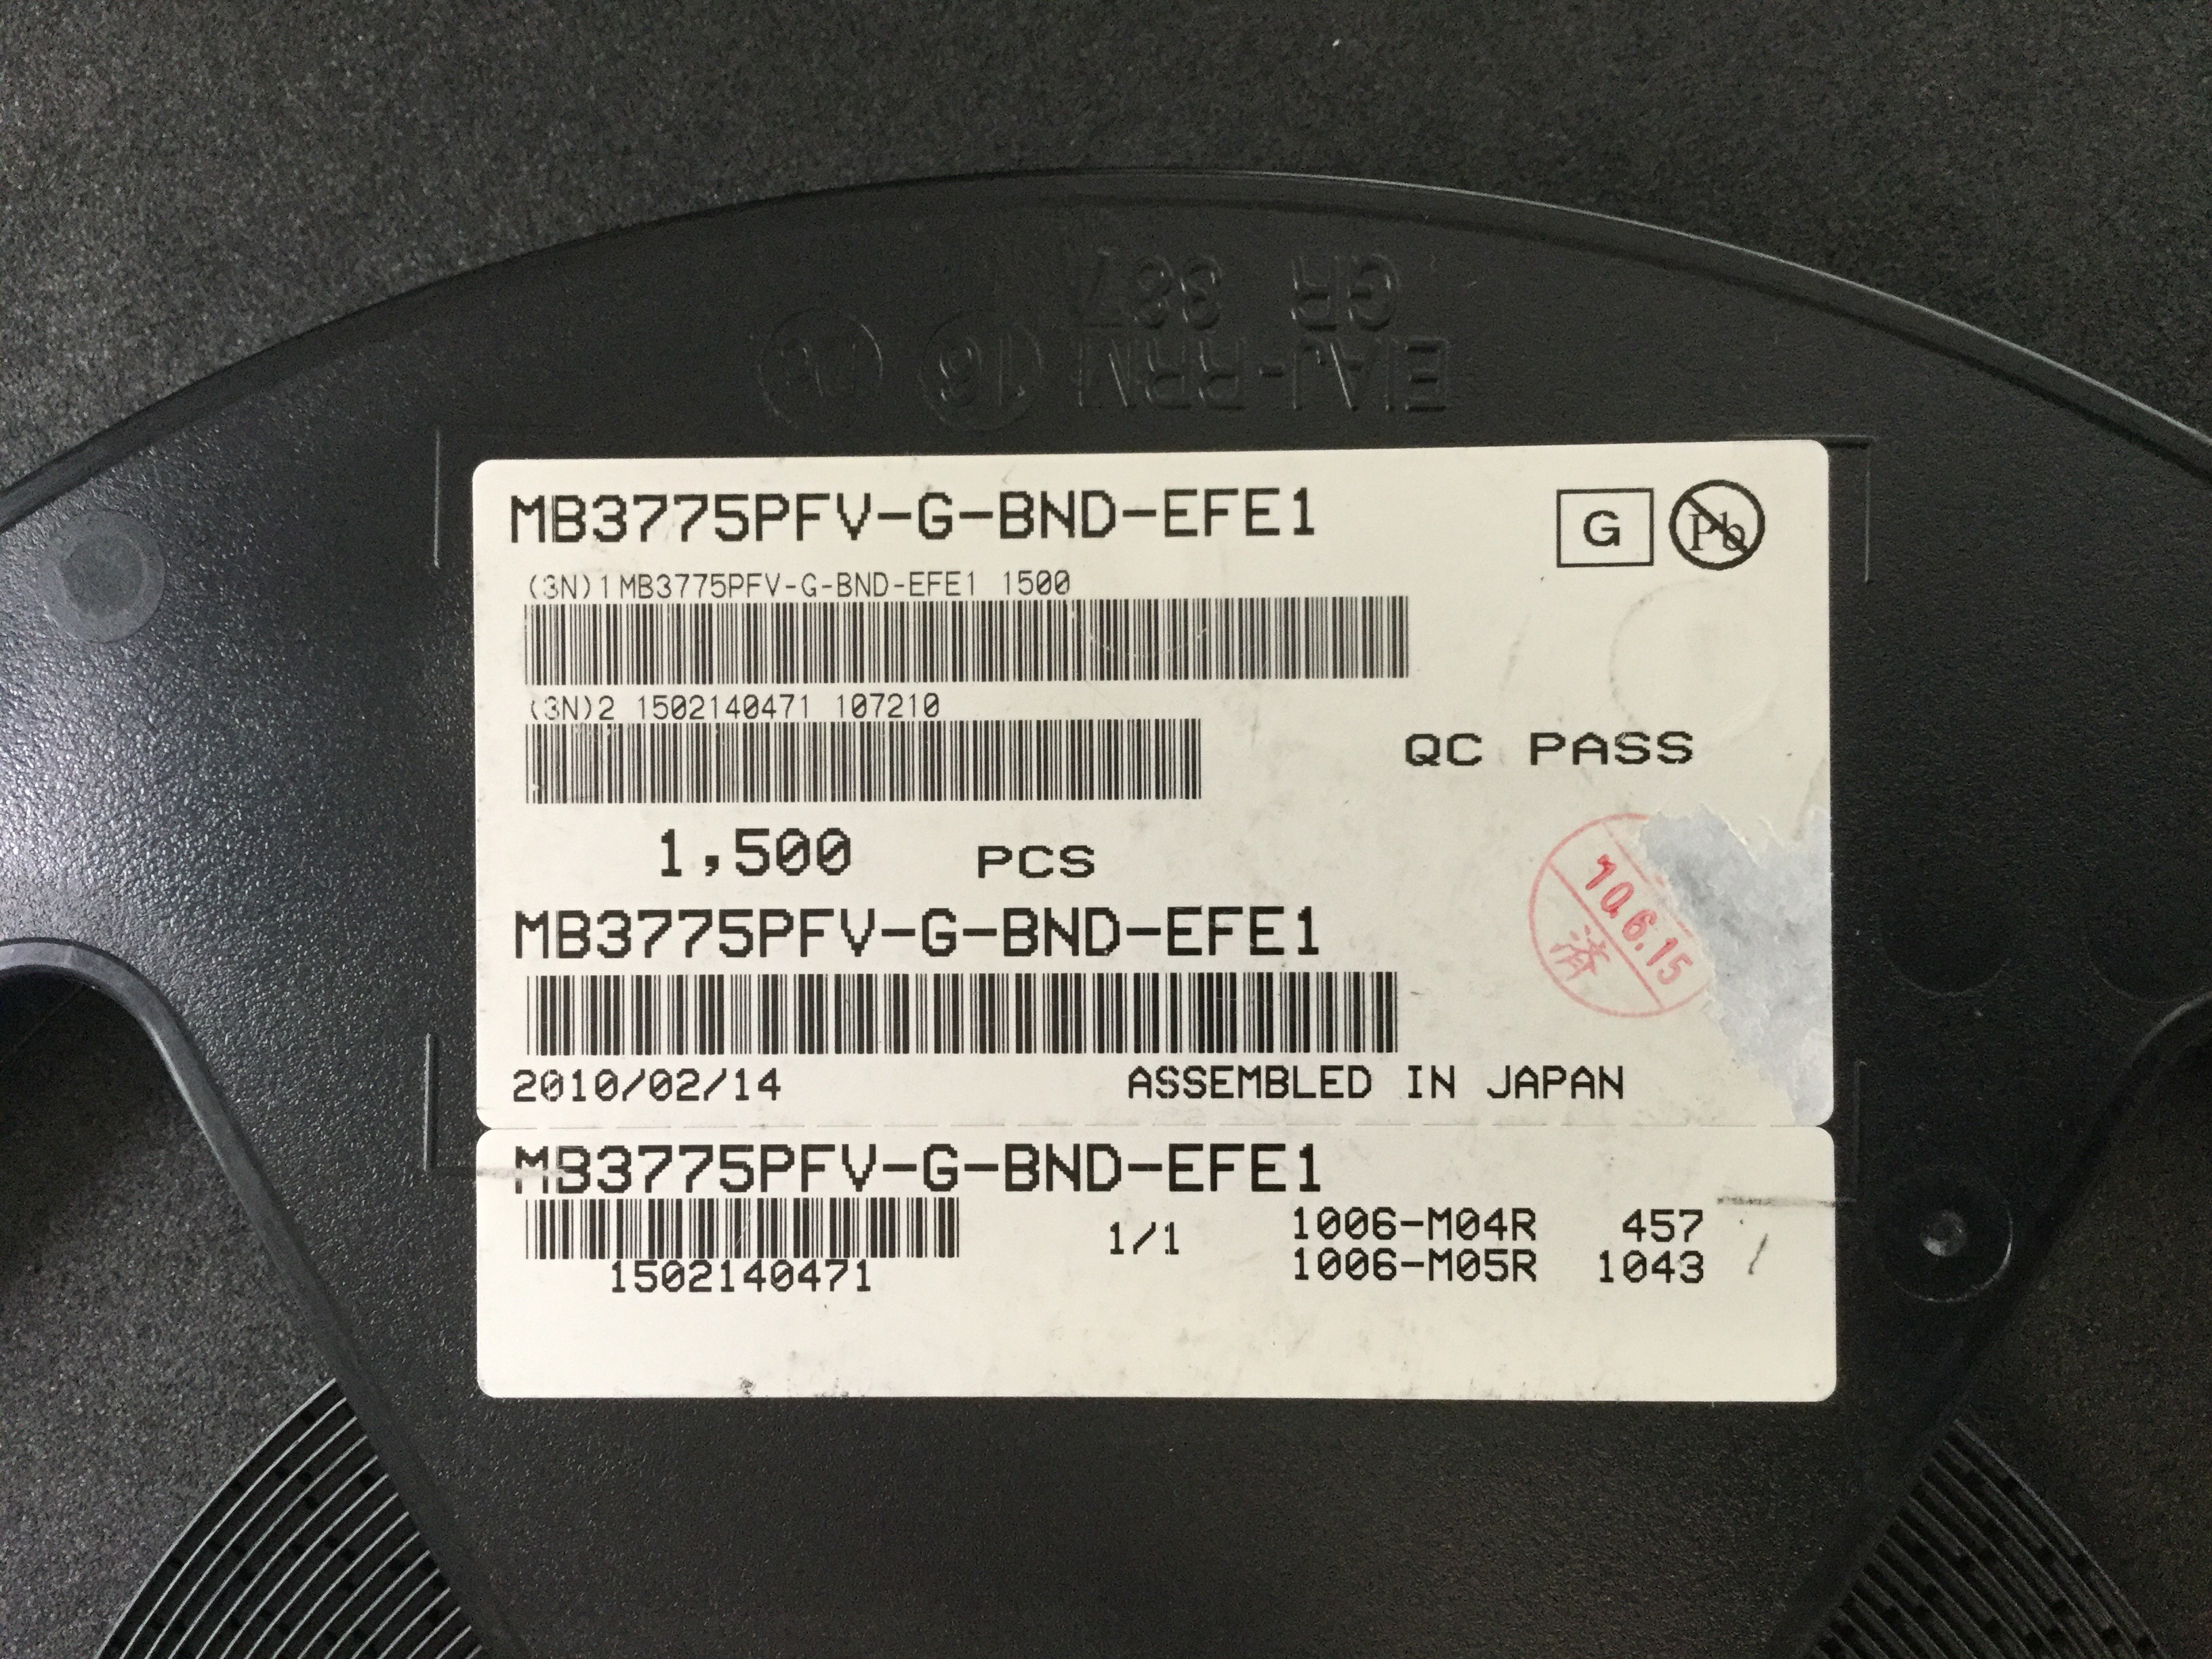 GR 387
EIAJ-RRM 16
MB3775PFV-G-BND-EFE1
G Pb
(3N)1MB3775PFV-G-BND-EFE1 1500
(3N)2 1502140471 107210
QC PASS
1,500 PCS
10.6.15
済
MB3775PFV-G-BND-EFE1
2010/02/14 ASSEMBLED IN JAPAN
MB3775PFV-G-BND-EFE1
1/1 1006-M04R 457
1006-M05R 1043
1502140471